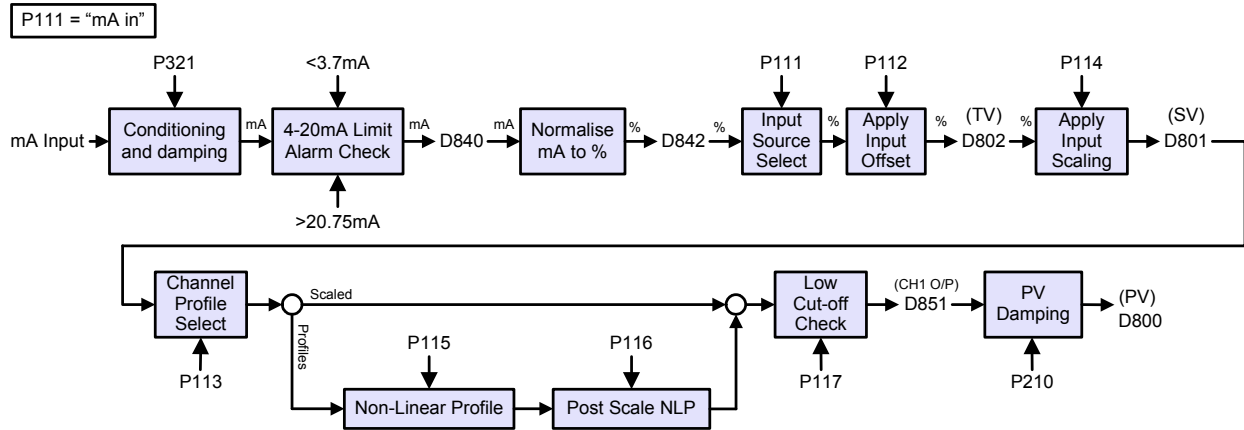 P111 = “mA in”
P321
<3.7mA
P111
P112
P114
mA Input
Conditioning
and damping
mA
4-20mA Limit
Alarm Check
mA
D840
mA
Normalise
mA to %
%
D842
%
Input
Source
Select
%
Apply
Input
Offset
%
(TV)
D802
%
Apply
Input
Scaling
(SV)
D801
>20.75mA
Channel
Profile
Select
Scaled
Profiles
Low
Cut-off
Check
(CH1 O/P)
D851
PV
Damping
(PV)
D800
P113
P115
P116
P117
P210
Non-Linear Profile
Post Scale NLP